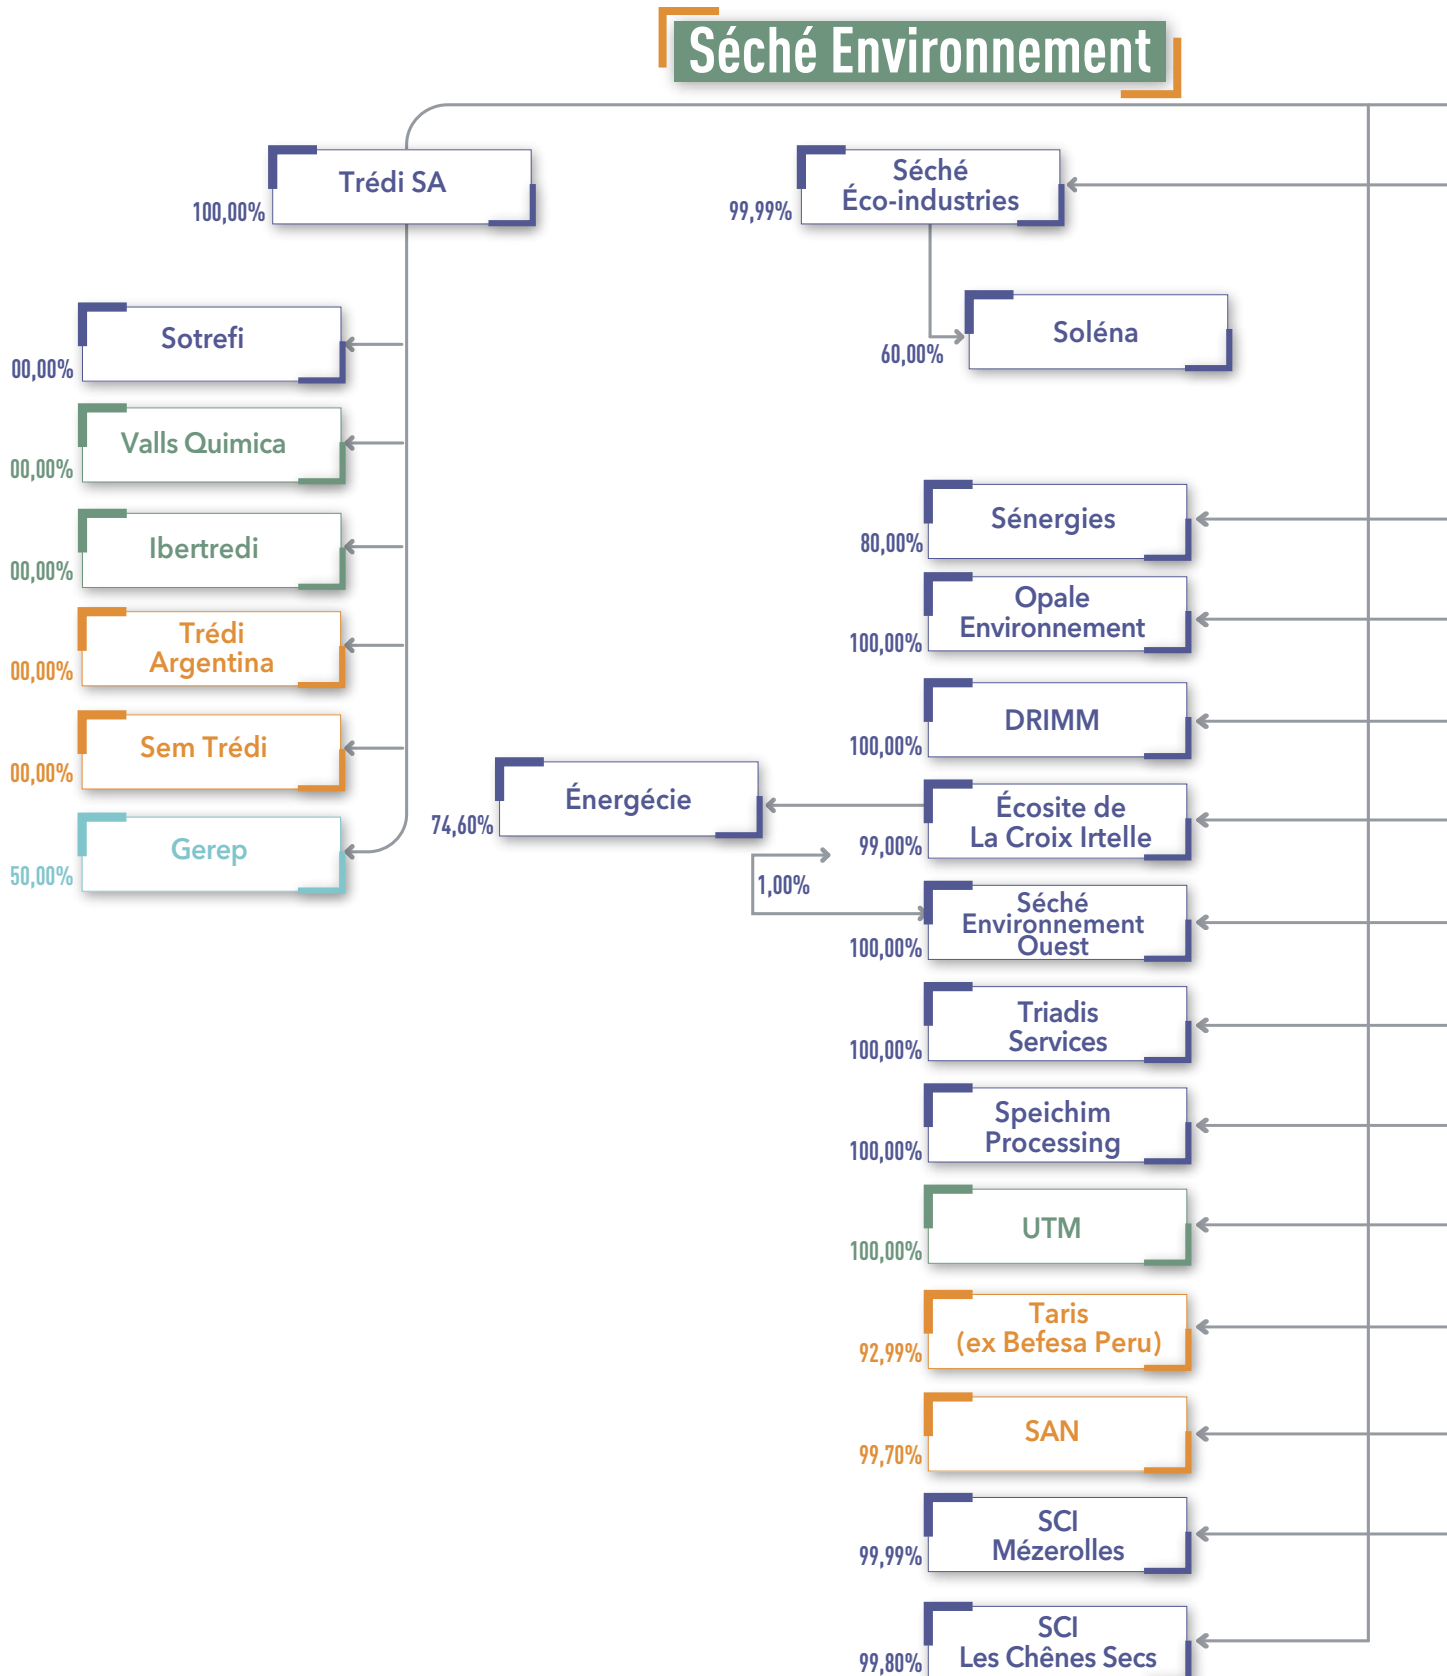 Séché Environnement
Trédi SA
100,00%
Séché
Éco-industries
99,99%
Soléna
60,00%
Sotrefi
00,00%
Valls Quimica
00,00%
Ibertredi
00,00%
Trédi
Argentina
00,00%
Sem Trédi
00,00%
Gerep
50,00%
Sénergies
80,00%
Opale
Environnement
100,00%
DRIMM
100,00%
Énergécie
74,60%
Écosite de
La Croix Irtelle
99,00%
1,00%
Séché
Environnement
Ouest
100,00%
Triadis
Services
100,00%
Speichim
Processing
100,00%
UTM
100,00%
Taris
(ex Befesa Peru)
92,99%
SAN
99,70%
SCI
Mézerolles
99,99%
SCI
Les Chênes Secs
99,80%